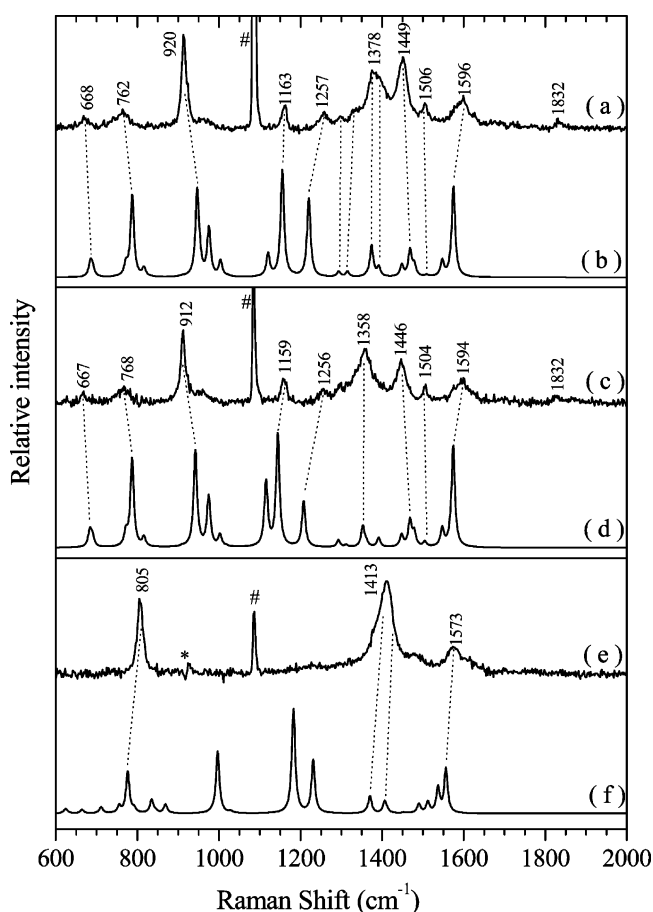 668 762 920 # 1163 1257 1378 1449 1506 1596 1832
(a)
(b)
667 768 912 # 1159 1256 1358 1446 1504 1594 1832
(c)
(d)
805 * # 1413 1573
(e)
(f)
Relative intensity
600 800 1000 1200 1400 1600 1800 2000
Raman Shift (cm⁻¹)